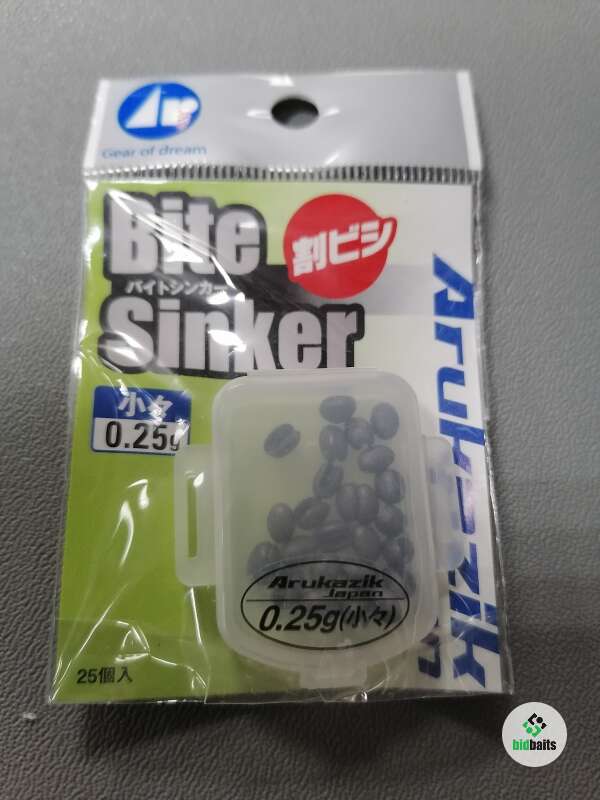 Ar
Gear of dream
Bite
割ビシ
バイトシンカー
Sinker
小々
0.25g
Arukazik
Arukazik
Japan
0.25g(小々)
25個入
bidbaits